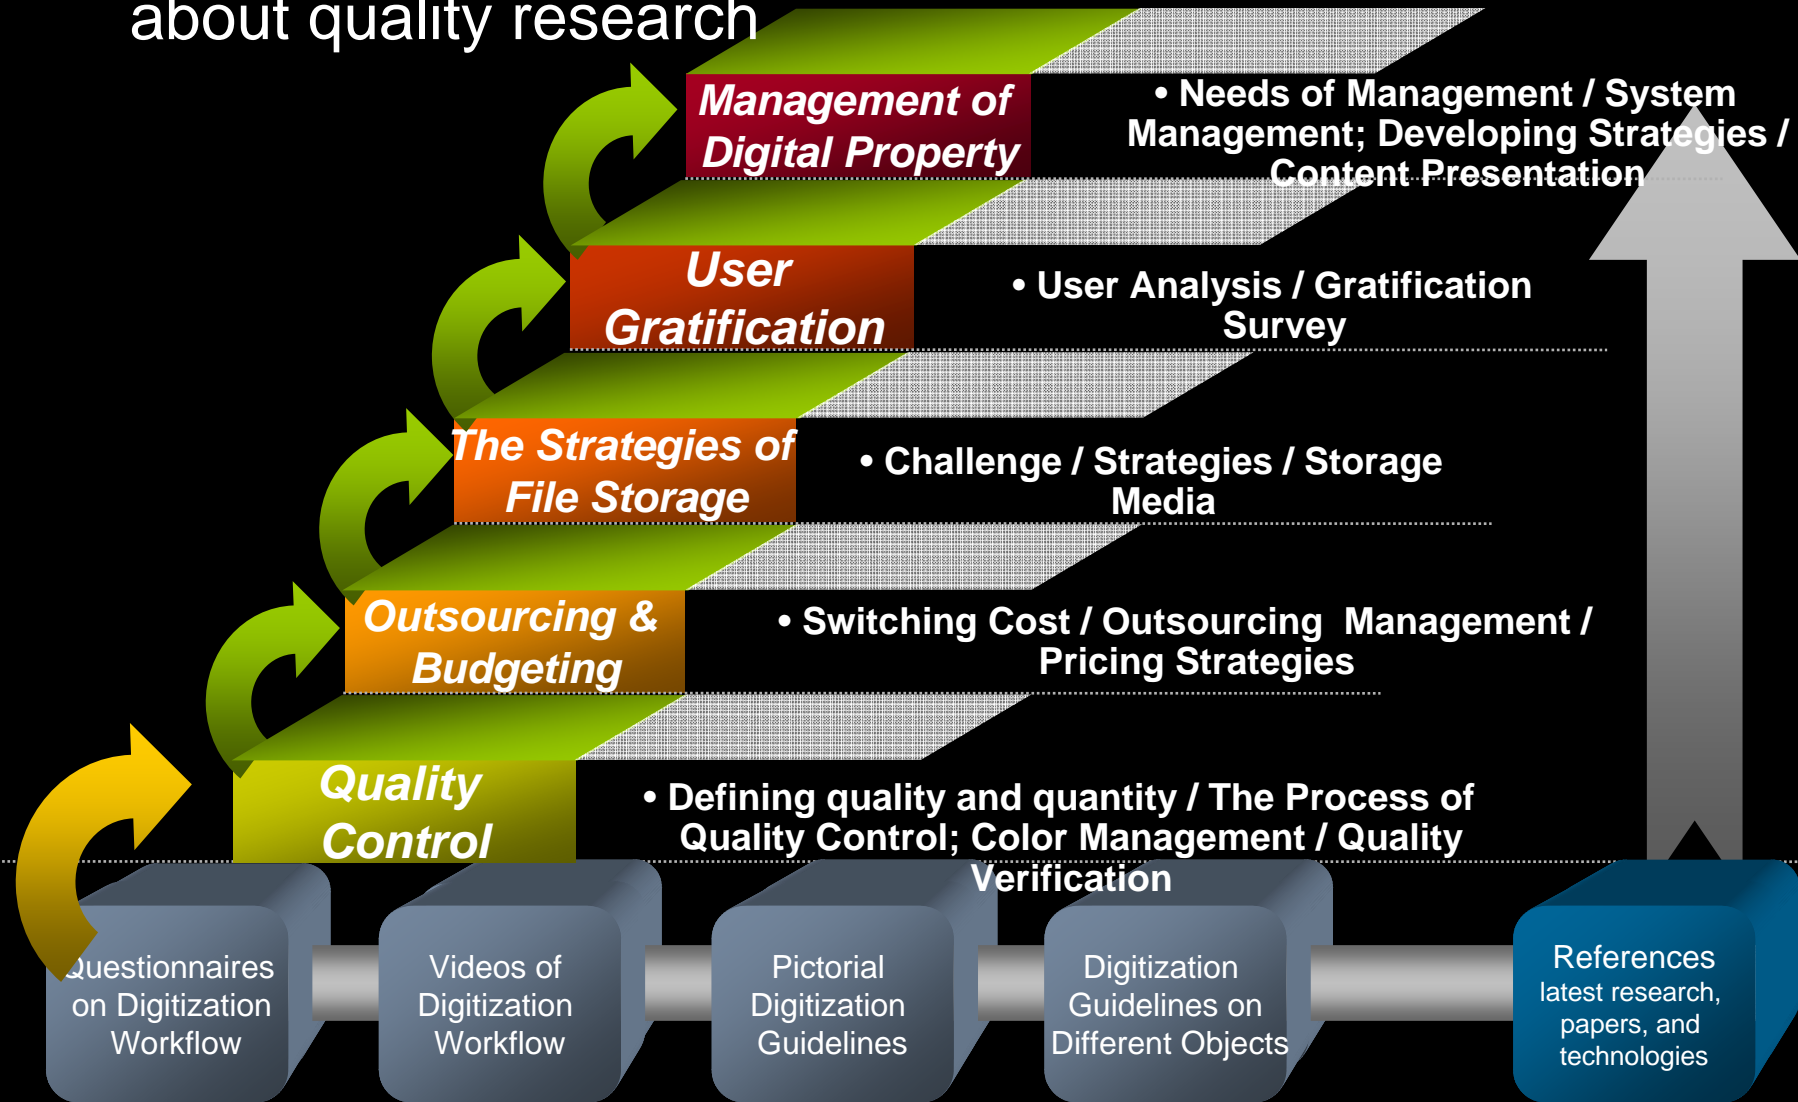 about quality research
Management of
Digital Property
• Needs of Management / System
Management; Developing Strategies /
Content Presentation
User
Gratification
• User Analysis / Gratification
Survey
The Strategies of
File Storage
• Challenge / Strategies / Storage
Media
Outsourcing &
Budgeting
• Switching Cost / Outsourcing  Management /
Pricing Strategies
Quality
Control
• Defining quality and quantity / The Process of
Quality Control; Color Management / Quality
Verification
Questionnaires
on Digitization
Workflow
Videos of
Digitization
Workflow
Pictorial
Digitization
Guidelines
Digitization
Guidelines on
Different Objects
References
latest research,
papers, and
technologies